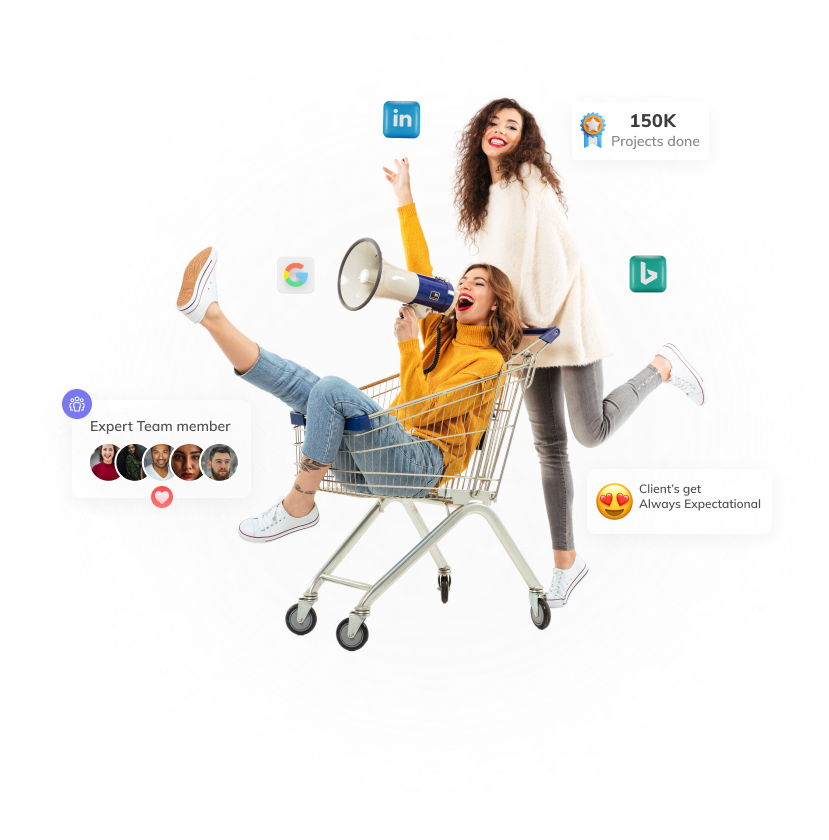 in
150K
Projects done
G
b
Expert Team member
Client's get
Always Expectational